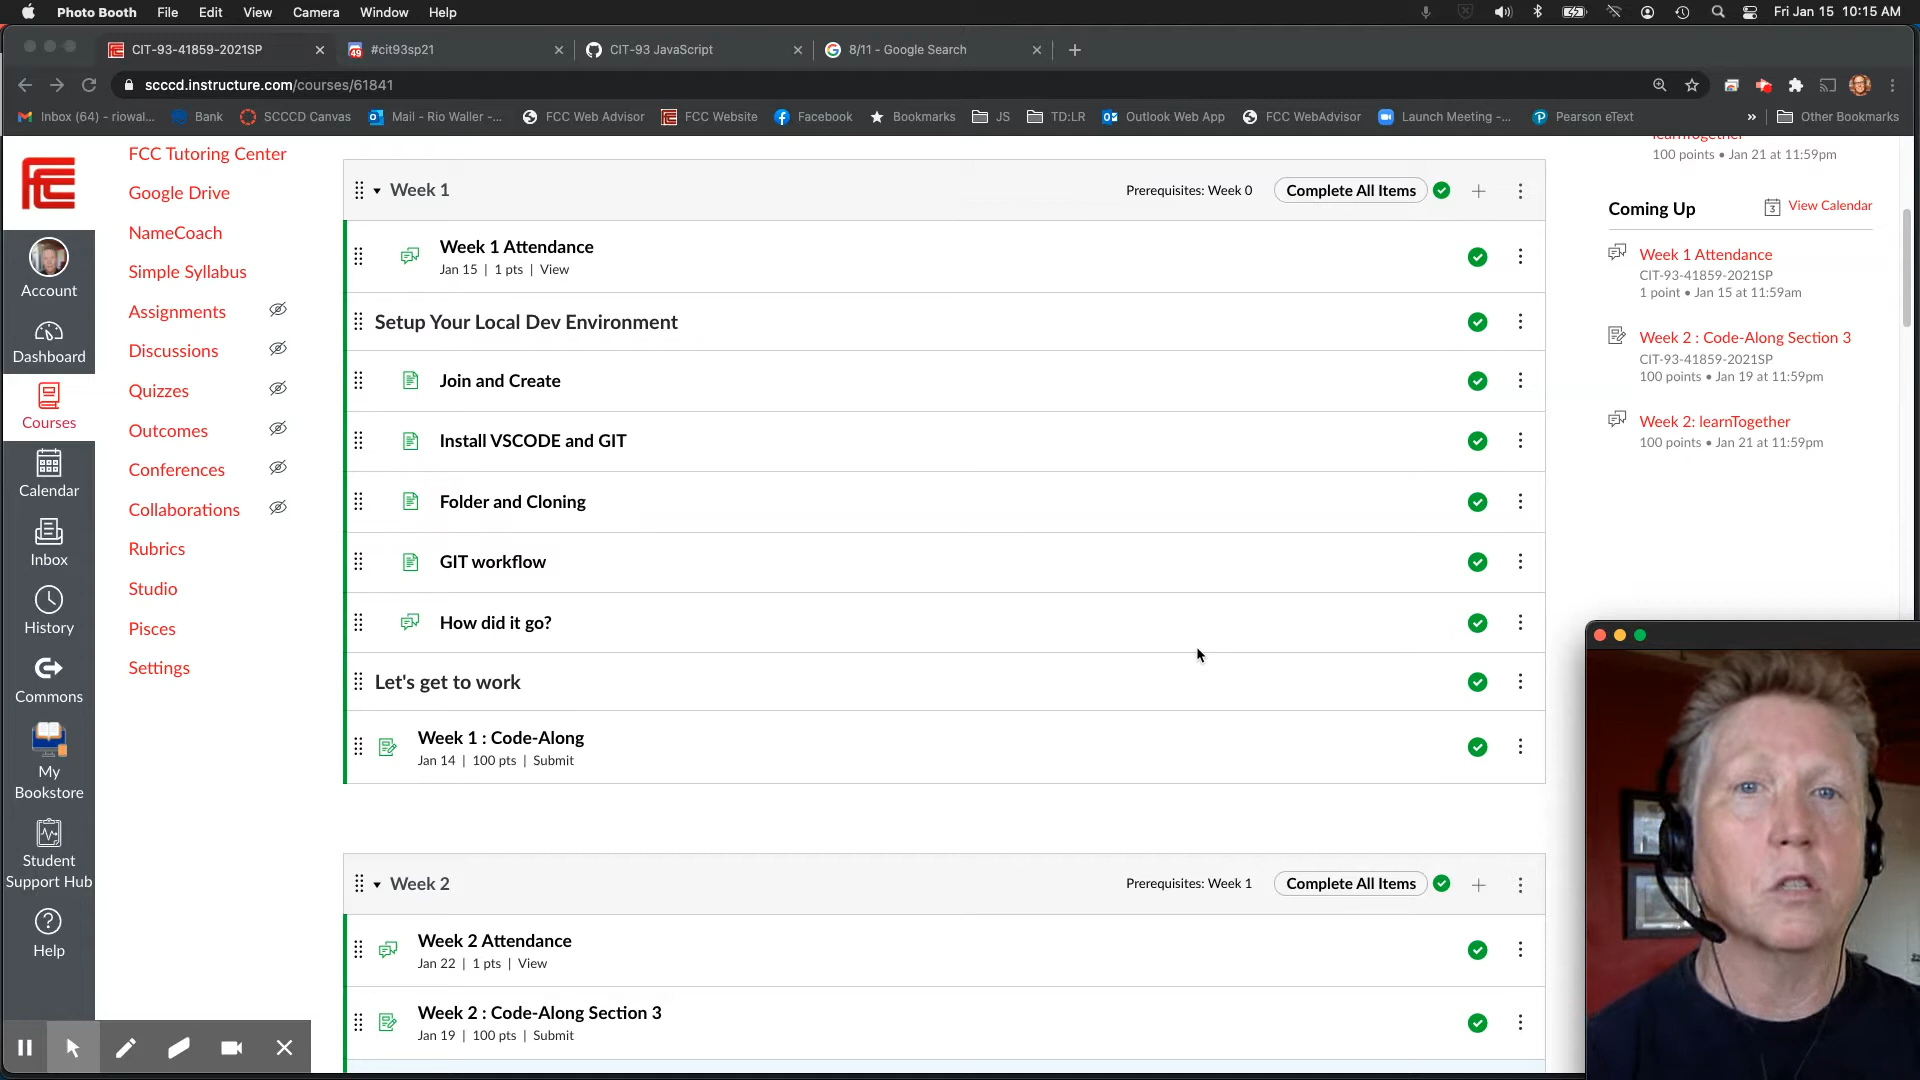 Photo Booth File Edit View Camera Window Help
Fri Jan 15 10:15 AM
CIT-93-41859-2021SP
49
#cit93sp21
CIT-93 JavaScript
8/11 - Google Search
scccd.instructure.com/courses/61841
Inbox (64) - riowal...
Bank
SCCCD Canvas
Mail - Rio Waller -...
FCC Web Advisor
FCC Website
Facebook
Bookmarks
JS
TD:LR
Outlook Web App
FCC WebAdvisor
Launch Meeting -...
Pearson eText
»
Other Bookmarks
FCC
Account
Dashboard
Courses
Calendar
Inbox
History
Commons
My
Bookstore
Student
Support Hub
Help
FCC Tutoring Center
Google Drive
NameCoach
Simple Syllabus
Assignments
Discussions
Quizzes
Outcomes
Conferences
Collaborations
Rubrics
Studio
Pisces
Settings
Week 1
Prerequisites: Week 0
Complete All Items
Week 1 Attendance
Jan 15 | 1 pts | View
Setup Your Local Dev Environment
Join and Create
Install VSCODE and GIT
Folder and Cloning
GIT workflow
How did it go?
Let's get to work
Week 1 : Code-Along
Jan 14 | 100 pts | Submit
Week 2
Prerequisites: Week 1
Complete All Items
Week 2 Attendance
Jan 22 | 1 pts | View
Week 2 : Code-Along Section 3
Jan 19 | 100 pts | Submit
learnTogether
100 points • Jan 21 at 11:59pm
Coming Up
3
View Calendar
Week 1 Attendance
CIT-93-41859-2021SP
1 point • Jan 15 at 11:59am
Week 2 : Code-Along Section 3
CIT-93-41859-2021SP
100 points • Jan 19 at 11:59pm
Week 2: learnTogether
100 points • Jan 21 at 11:59pm